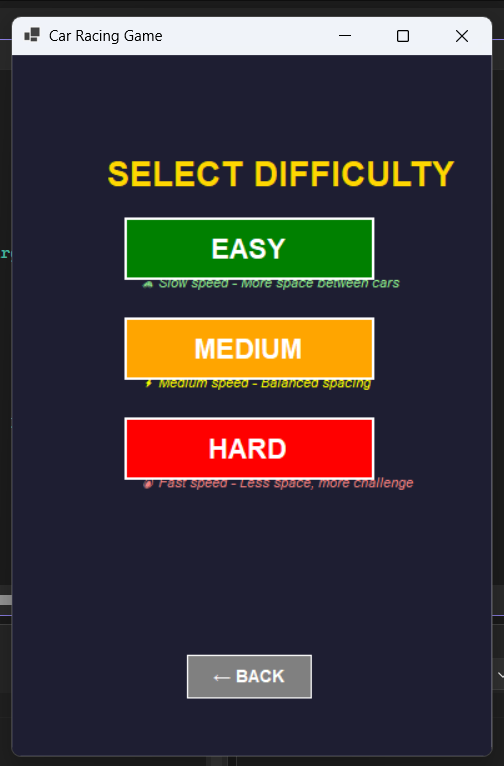 Car Racing Game
SELECT DIFFICULTY
EASY
Slow speed - More space between cars
MEDIUM
⚡ Medium speed - Balanced spacing
HARD
Fast speed - Less space, more challenge
← BACK